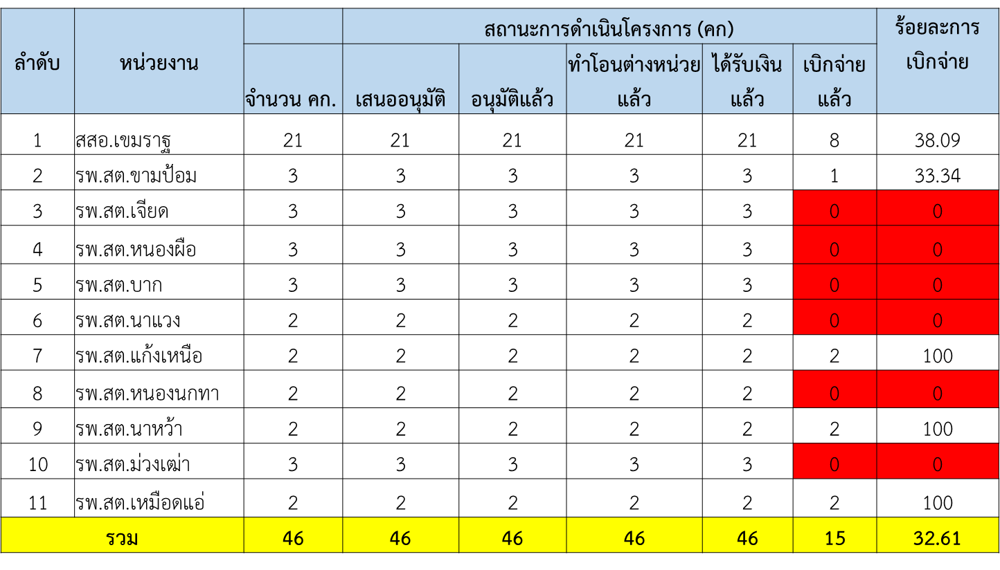 ลำดับ หน่วยงาน จำนวน คก. สถานะการดำเนินโครงการ (คก) ร้อยละการ
เบิกจ่าย
เสนออนุมัติ อนุมัติแล้ว ทำโอนต่างหน่วย ได้รับเงิน เบิกจ่าย
แล้ว แล้ว แล้ว
1 สสอ.เขมราฐ 21 21 21 21 21 8 38.09
2 รพ.สต.ขามป้อม 3 3 3 3 3 1 33.34
3 รพ.สต.เจียด 3 3 3 3 3 0 0
4 รพ.สต.หนองผือ 3 3 3 3 3 0 0
5 รพ.สต.บาก 3 3 3 3 3 0 0
6 รพ.สต.นาแวง 2 2 2 2 2 0 0
7 รพ.สต.แก้งเหนือ 2 2 2 2 2 2 100
8 รพ.สต.หนองนกทา 2 2 2 2 2 0 0
9 รพ.สต.นาหว้า 2 2 2 2 2 2 100
10 รพ.สต.ม่วงเฒ่า 3 3 3 3 3 0 0
11 รพ.สต.เหมือดแอ่ 2 2 2 2 2 2 100
รวม 46 46 46 46 46 15 32.61